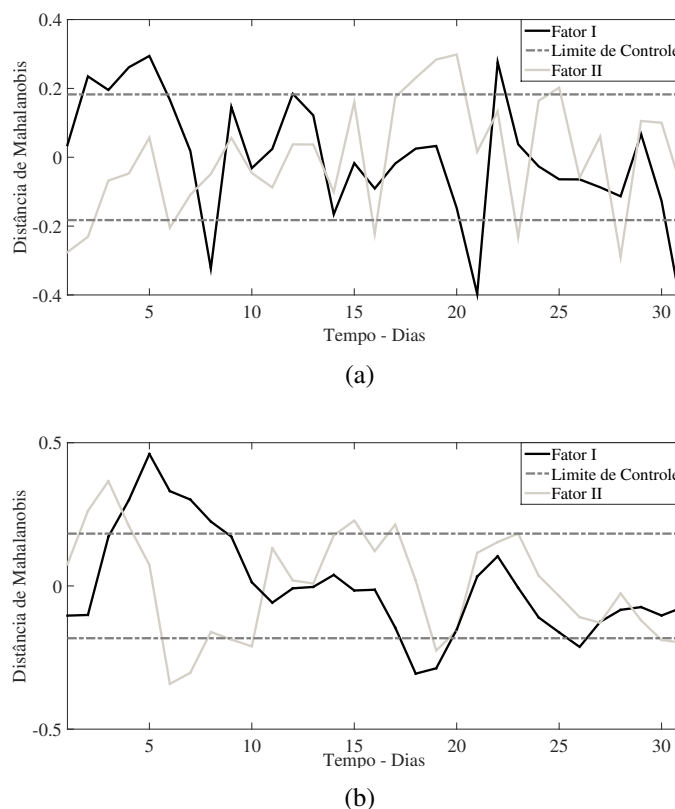 0.4
0.2
0
-0.2
-0.4
Distância de Mahalanobis
Fator I
Limite de Controle
Fator II
5
10
15
20
25
30
Tempo - Dias
(a)
0.5
0
-0.5
Distância de Mahalanobis
Fator I
Limite de Controle
Fator II
5
10
15
20
25
30
Tempo - Dias
(b)